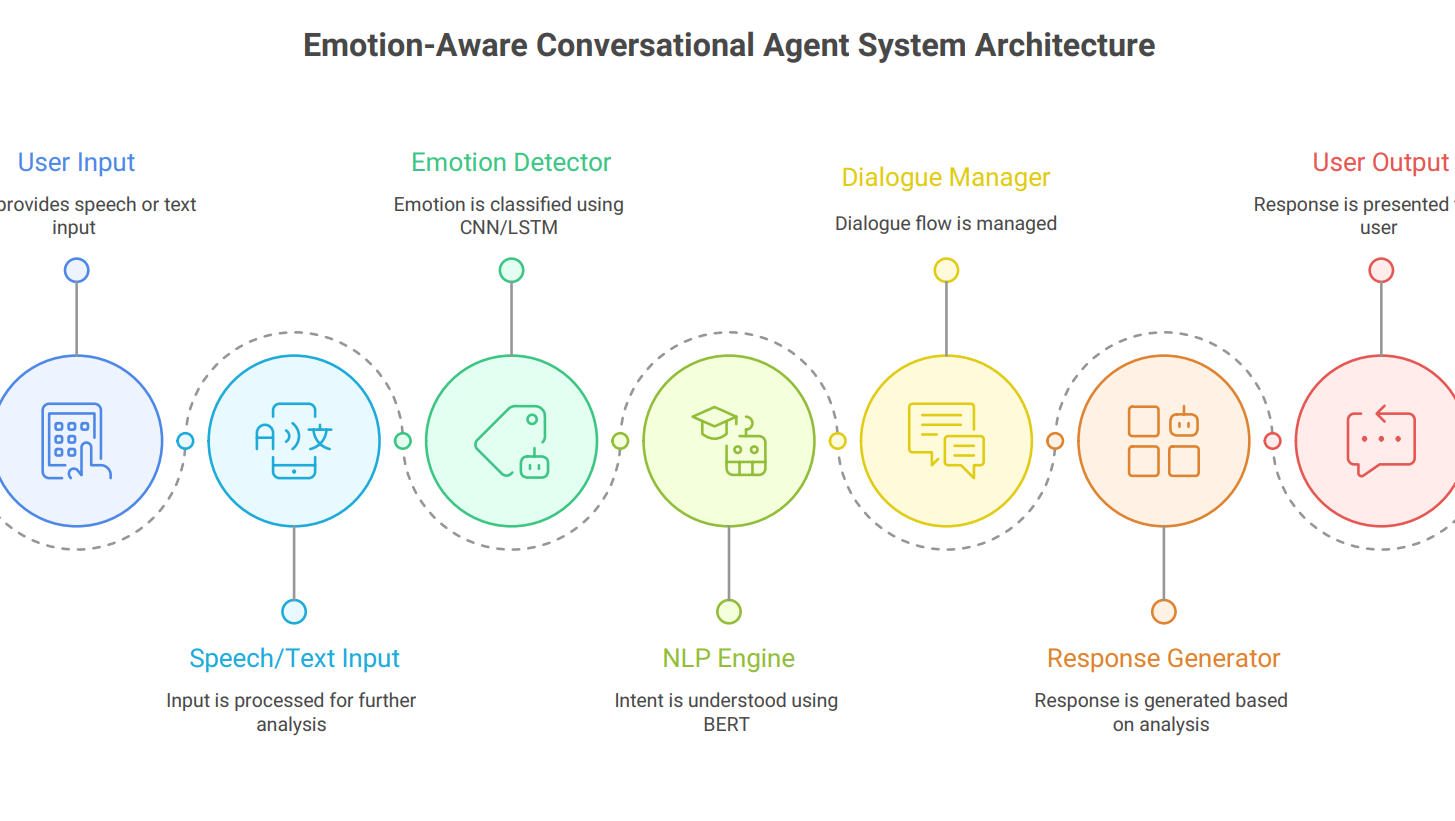 Emotion-Aware Conversational Agent System Architecture
User Input
provides speech or text
input
Emotion Detector
Emotion is classified using
CNN/LSTM
Dialogue Manager
Dialogue flow is managed
User Output
Response is presented
user
Speech/Text Input
Input is processed for further
analysis
NLP Engine
Intent is understood using
BERT
Response Generator
Response is generated based
on analysis